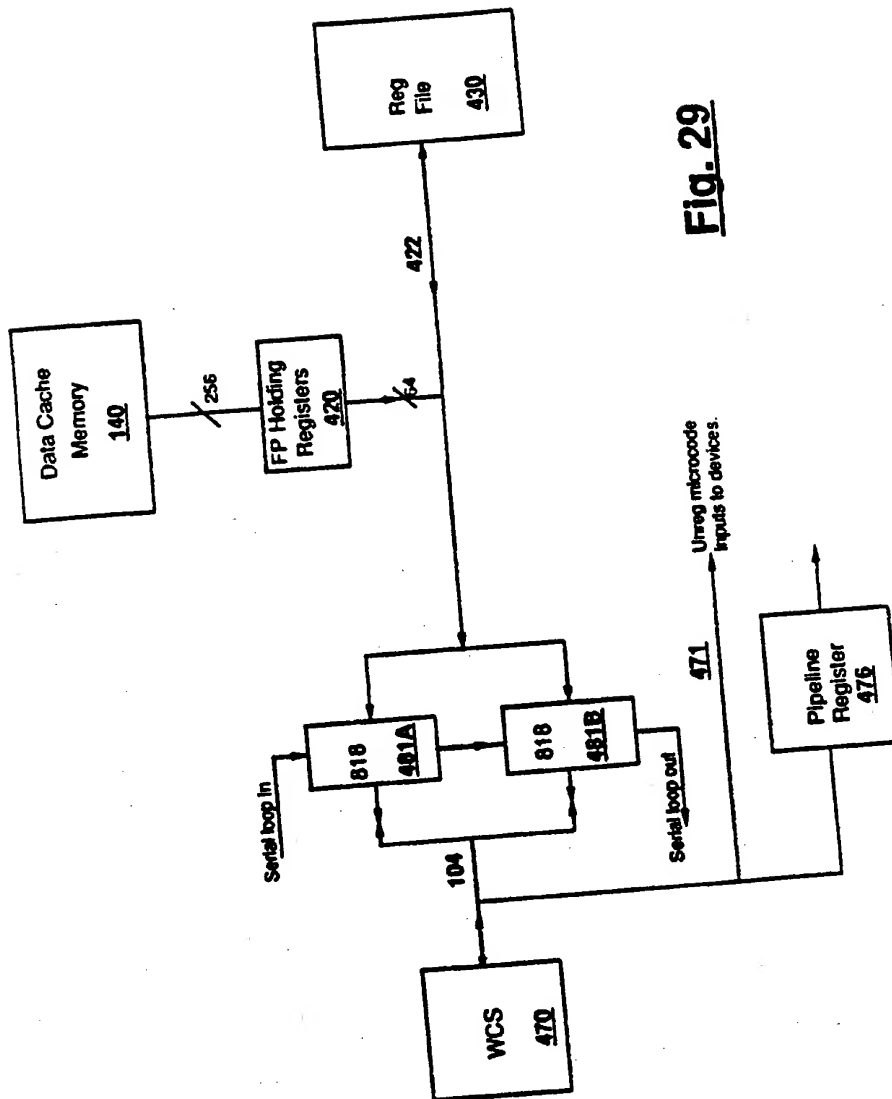 Data Cache
Memory
140
256
FP Holding
Registers
420
64
422
Reg
File
430
Serial loop in
818
481A
818
481B
Serial loop out
104
WCS
470
471
Unreg microcode
inputs to devices.
Pipeline
Register
476
Fig. 29